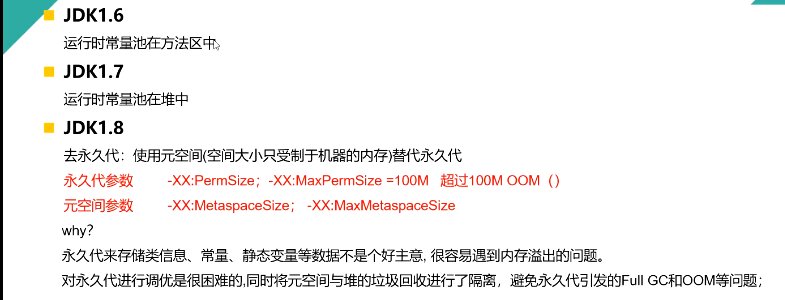 JDK1.6
运行时常量池在方法区中
JDK1.7
运行时常量池在堆中
JDK1.8
去永久代：使用元空间(空间大小只受制于机器的内存)替代永久代
永久代参数 -XX:PermSize；-XX:MaxPermSize =100M 超过100M OOM（）
元空间参数 -XX:MetaspaceSize； -XX:MaxMetaspaceSize
why?
永久代来存储类信息、常量、静态变量等数据不是个好主意, 很容易遇到内存溢出的问题。
对永久代进行调优是很困难的,同时将元空间与堆的垃圾回收进行了隔离，避免永久代引发的Full GC和OOM等问题；